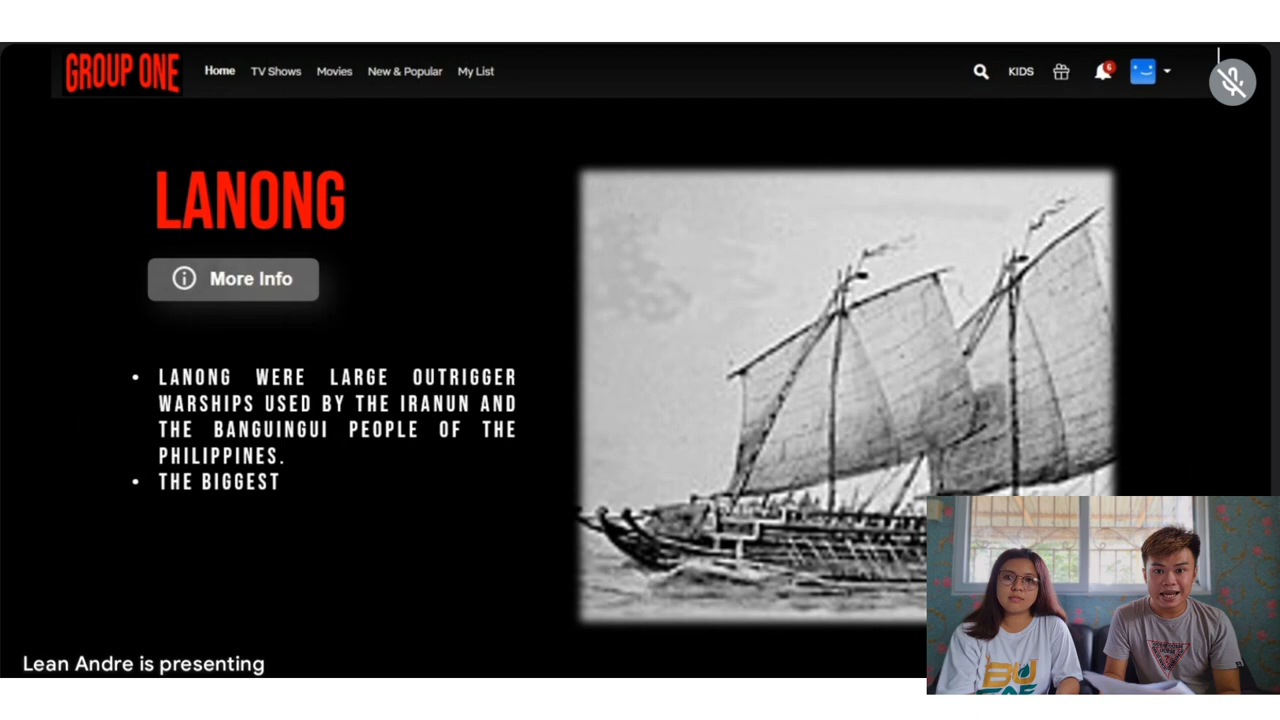 GROUP ONE
Home TV Shows Movies New & Popular My List
KIDS
6
LANONG
More Info
• LANONG WERE LARGE OUTRIGGER
WARSHIPS USED BY THE IRANUN AND
THE BANGUINGUI PEOPLE OF THE
PHILIPPINES.
• THE BIGGEST
Lean Andre is presenting
BU